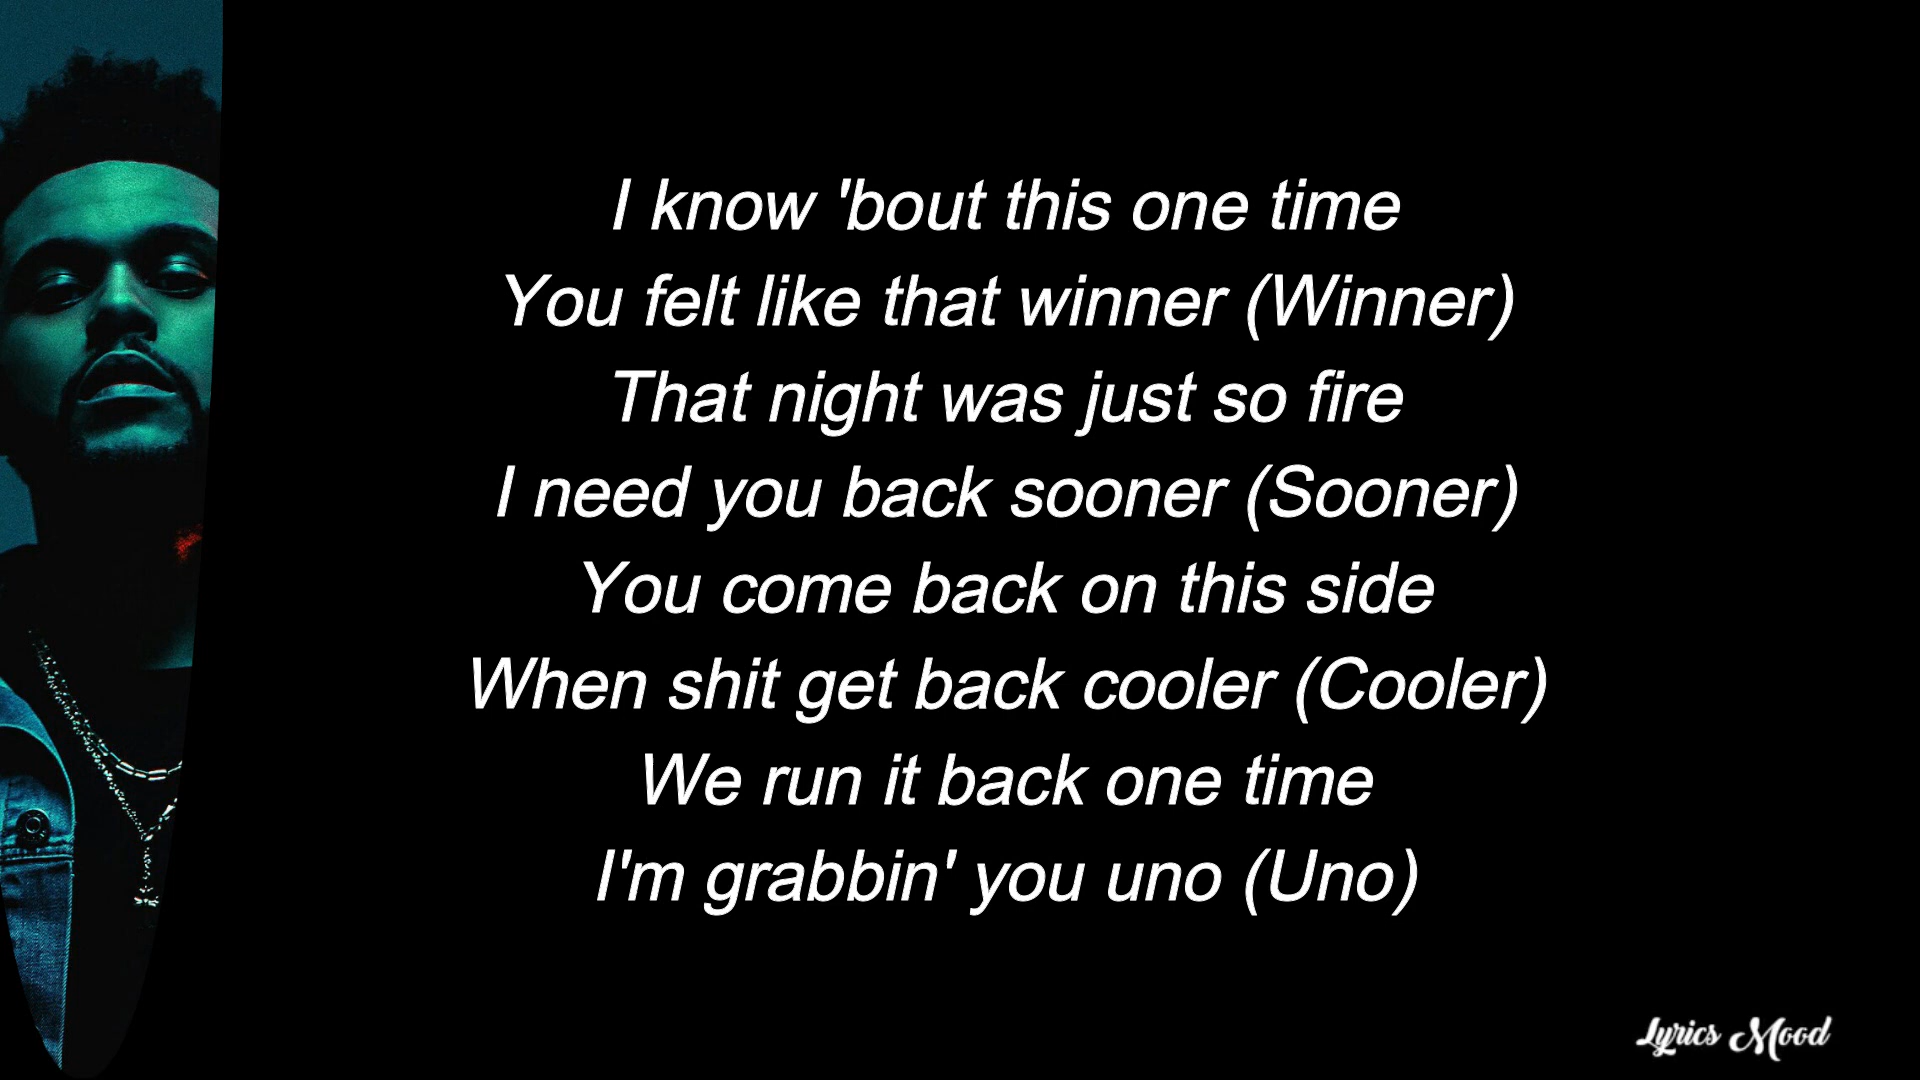 I know 'bout this one time
You felt like that winner (Winner)
That night was just so fire
I need you back sooner (Sooner)
You come back on this side
When shit get back cooler (Cooler)
We run it back one time
I'm grabbin' you uno (Uno)
Lyrics Mood